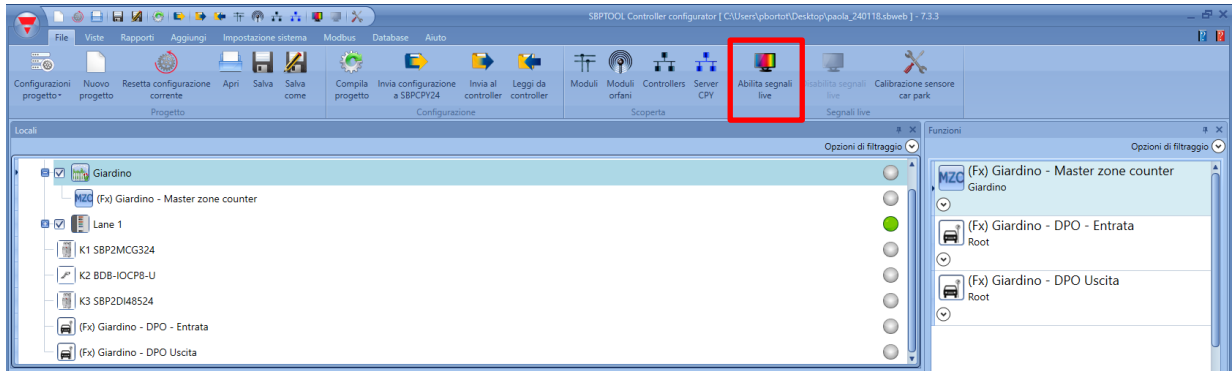 SBPTOOL Controller configurator [ C:\Users\pbortot\Desktop\paola_240118.sbweb ] - 7.3.3
File Viste Rapporti Aggiungi Impostazione sistema Modbus Database Aiuto
Configurazioni progetto
Nuovo progetto
Resetta configurazione corrente
Apri
Salva
Salva come
Compila progetto
Invia configurazione a SBPCPY24
Invia al controller
Leggi da controller
Moduli
Moduli orfani
Controllers
Server CPY
Abilita segnali live
Disabilita segnali live
Calibrazione sensore car park
Progetto
Configurazione
Scoperta
Segnali live
Locali
Opzioni di filtraggio
Giardino
MZC (Fx) Giardino - Master zone counter
Lane 1
K1 SBP2MCG324
K2 BDB-IOCP8-U
K3 SBP2DI48524
(Fx) Giardino - DPO - Entrata
(Fx) Giardino - DPO Uscita
Funzioni
Opzioni di filtraggio
MZC (Fx) Giardino - Master zone counter
Giardino
(Fx) Giardino - DPO - Entrata
Root
(Fx) Giardino - DPO Uscita
Root